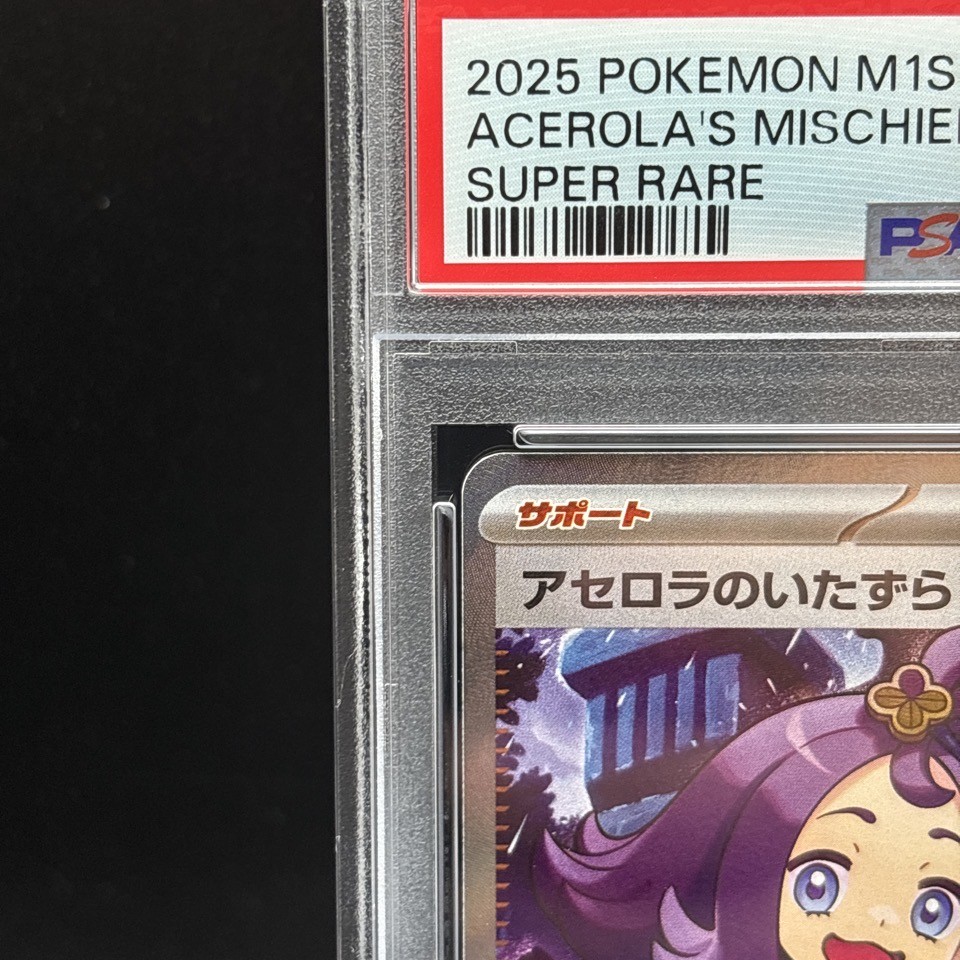 2025 POKEMON M1S
ACEROLA'S MISCHIE
SUPER RARE
PSA
サポート
アセロラのいたずら